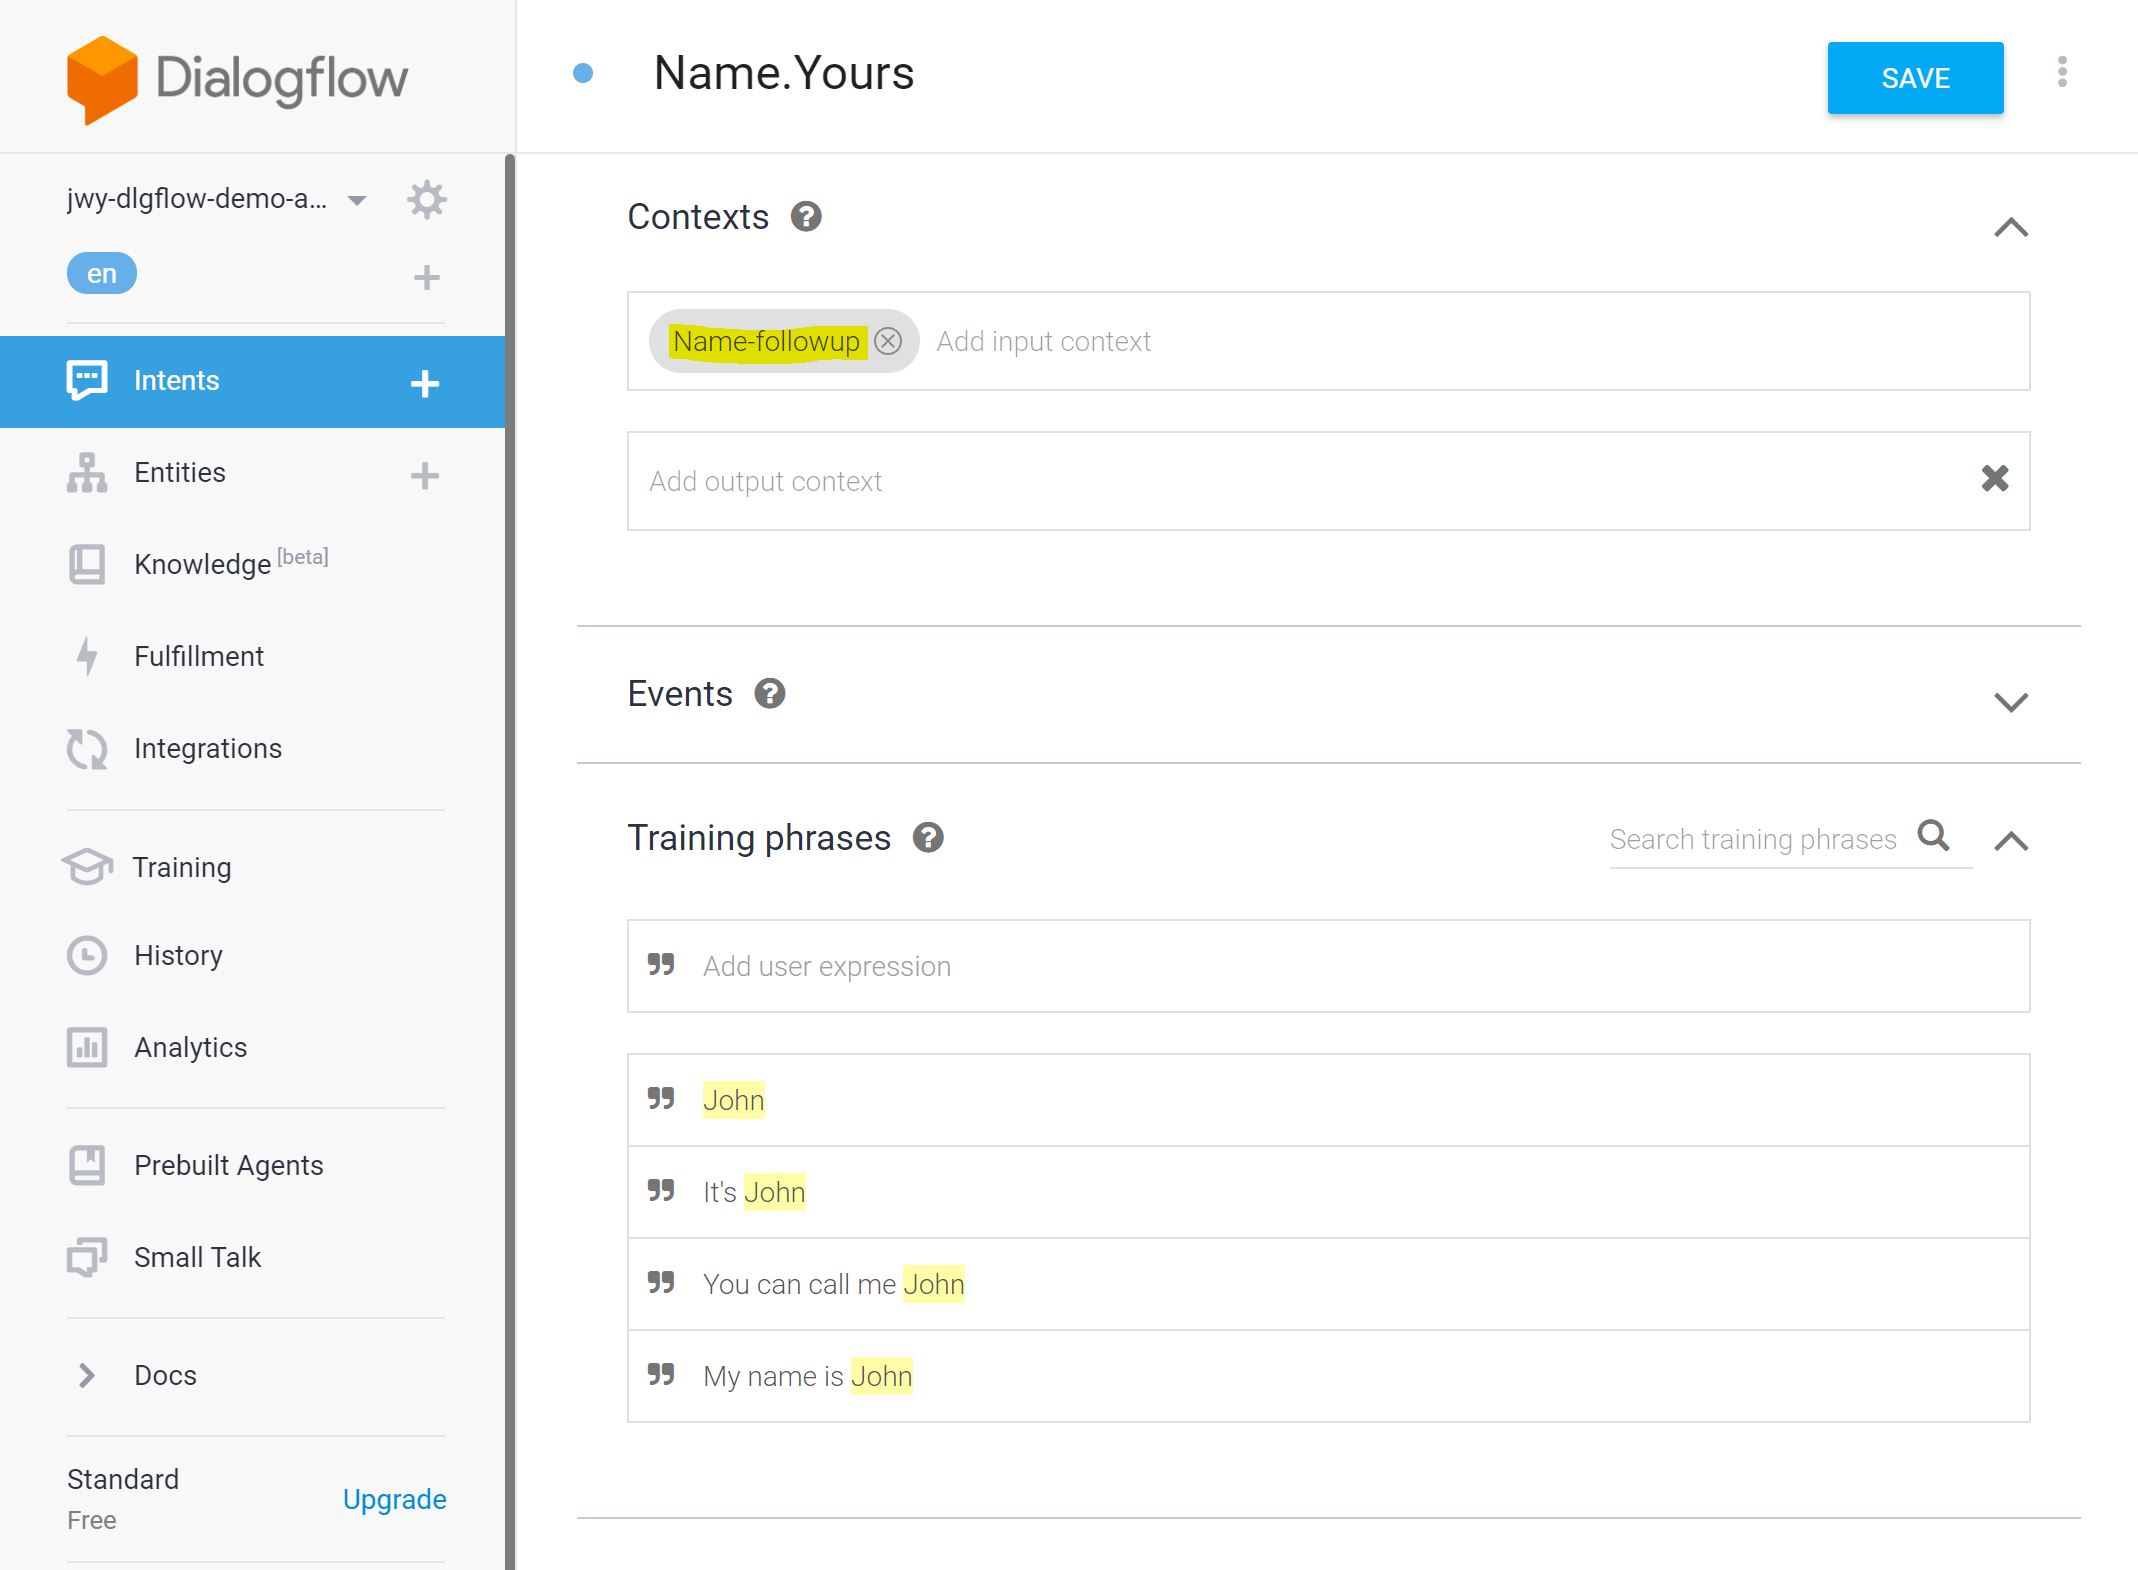 Dialogflow
jwy-dlgflow-demo-a...
en
Intents
Entities
Knowledge [beta]
Fulfillment
Integrations
Training
History
Analytics
Prebuilt Agents
Small Talk
Docs
Standard
Free
Upgrade
Name.Yours
SAVE
Contexts
Name-followup Add input context
Add output context
Events
Training phrases
Search training phrases
Add user expression
John
It's John
You can call me John
My name is John